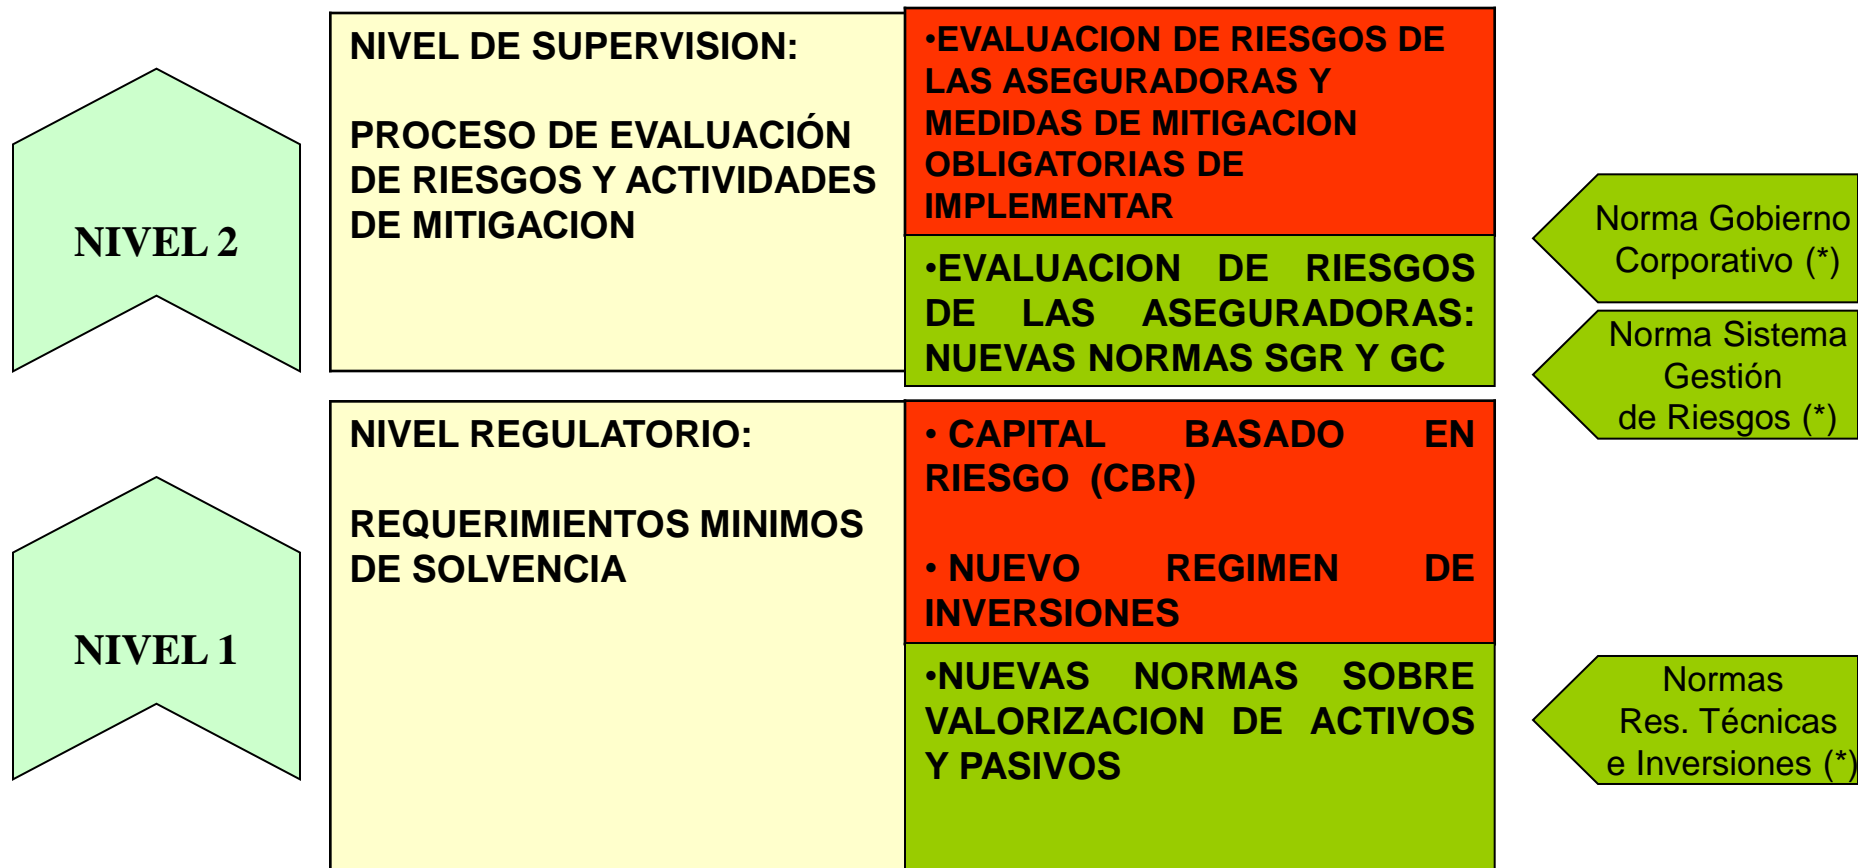 NIVEL 2
NIVEL DE SUPERVISION:
PROCESO DE EVALUACIÓN
DE RIESGOS Y ACTIVIDADES
DE MITIGACION
•EVALUACION DE RIESGOS DE
LAS ASEGURADORAS Y
MEDIDAS DE MITIGACION
OBLIGATORIAS DE
IMPLEMENTAR
•EVALUACION DE RIESGOS
DE LAS ASEGURADORAS:
NUEVAS NORMAS SGR Y GC
Norma Gobierno
Corporativo (*)
Norma Sistema
Gestión
de Riesgos (*)
NIVEL 1
NIVEL REGULATORIO:
REQUERIMIENTOS MINIMOS
DE SOLVENCIA
• CAPITAL BASADO EN
RIESGO (CBR)
• NUEVO REGIMEN DE
INVERSIONES
•NUEVAS NORMAS SOBRE
VALORIZACION DE ACTIVOS
Y PASIVOS
Normas
Res. Técnicas
e Inversiones (*)